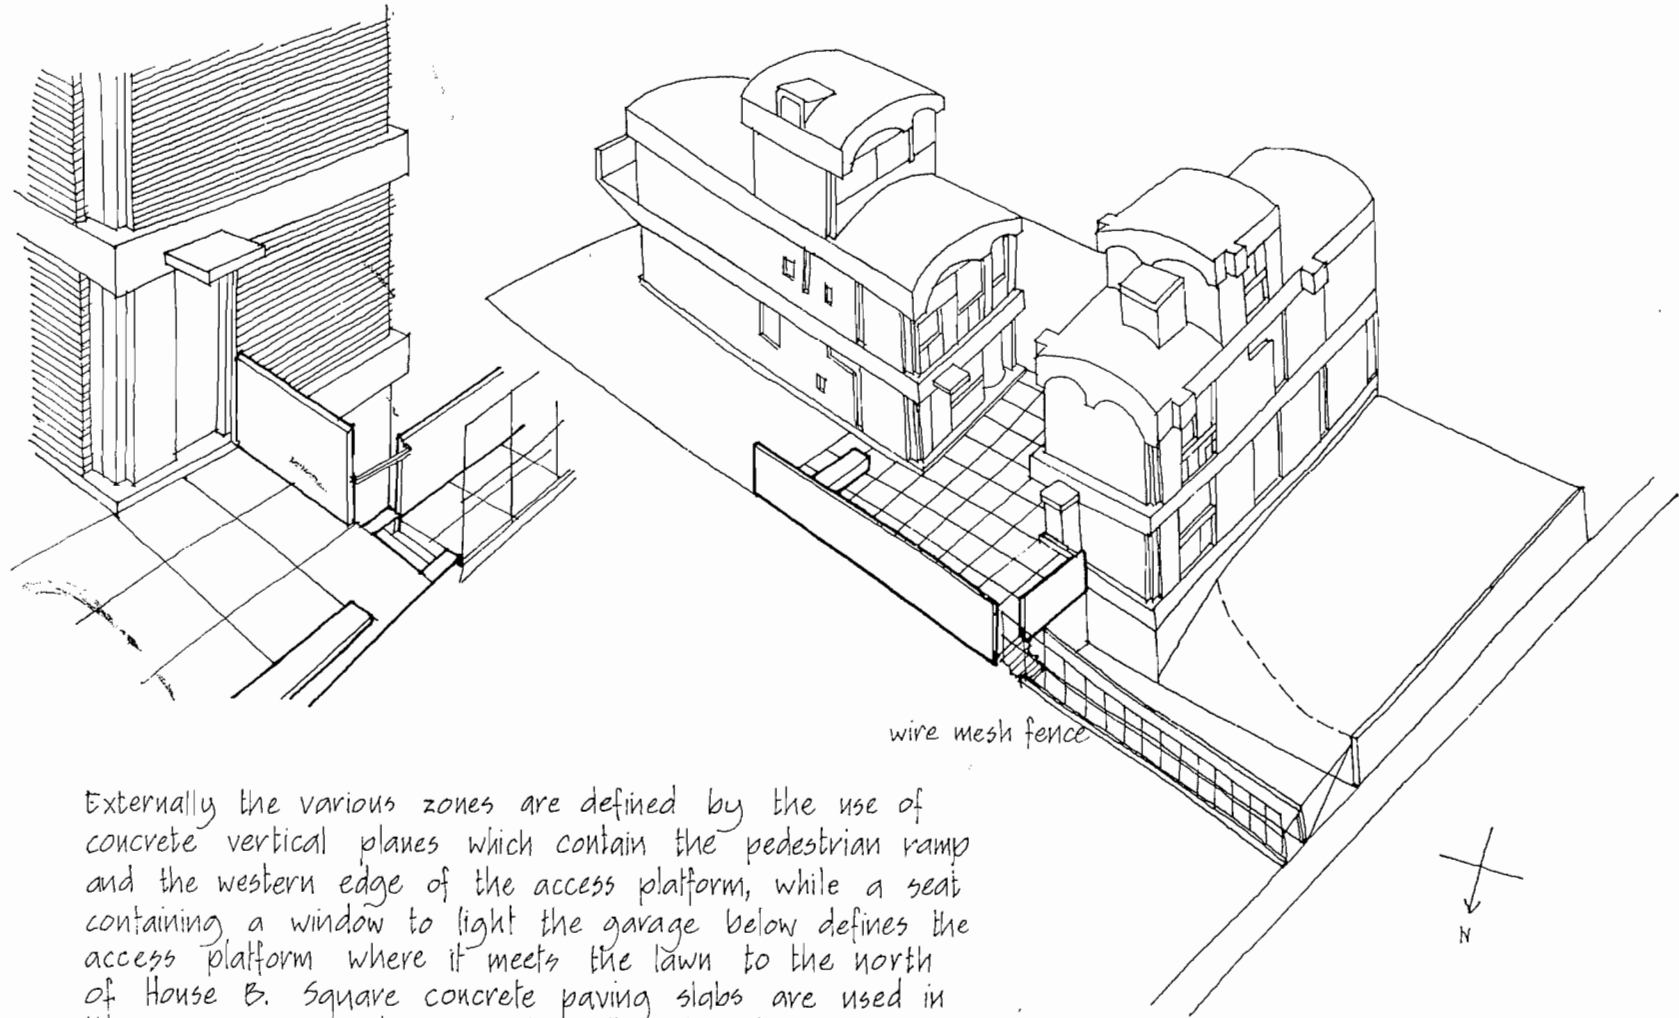 wire mesh fence
N
Externally the various zones are defined by the use of
concrete vertical planes which contain the pedestrian ramp
and the western edge of the access platform, while a seat
containing a window to light the garage below defines the
access platform where it meets the lawn to the north
of House B. Square concrete paving slabs are used in